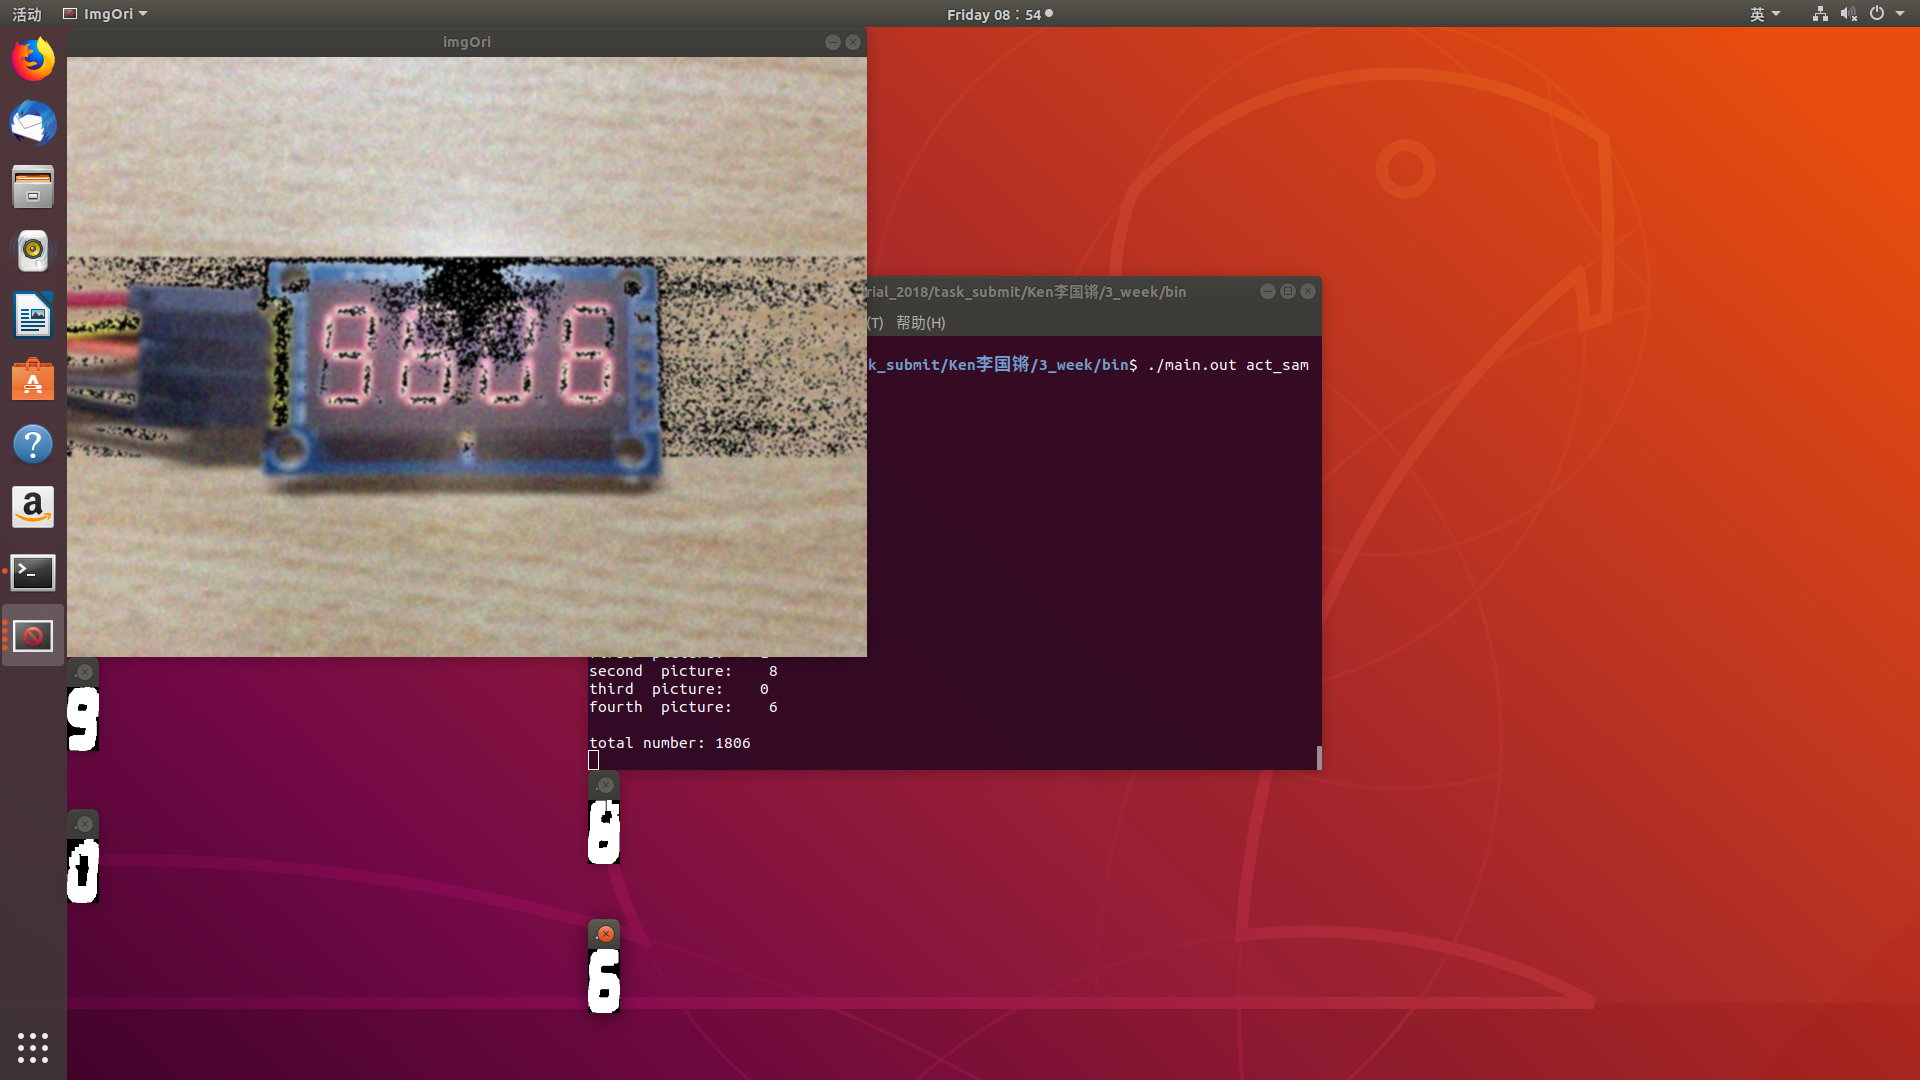 活动 ImgOri Friday 08：54 英
imgOri
rial_2018/task_submit/Ken李国锵/3_week/bin
(T) 帮助(H)
k_submit/Ken李国锵/3_week/bin$ ./main.out act_sam
second picture: 8
third picture: 0
fourth picture: 6
total number: 1806
9
8
0
6